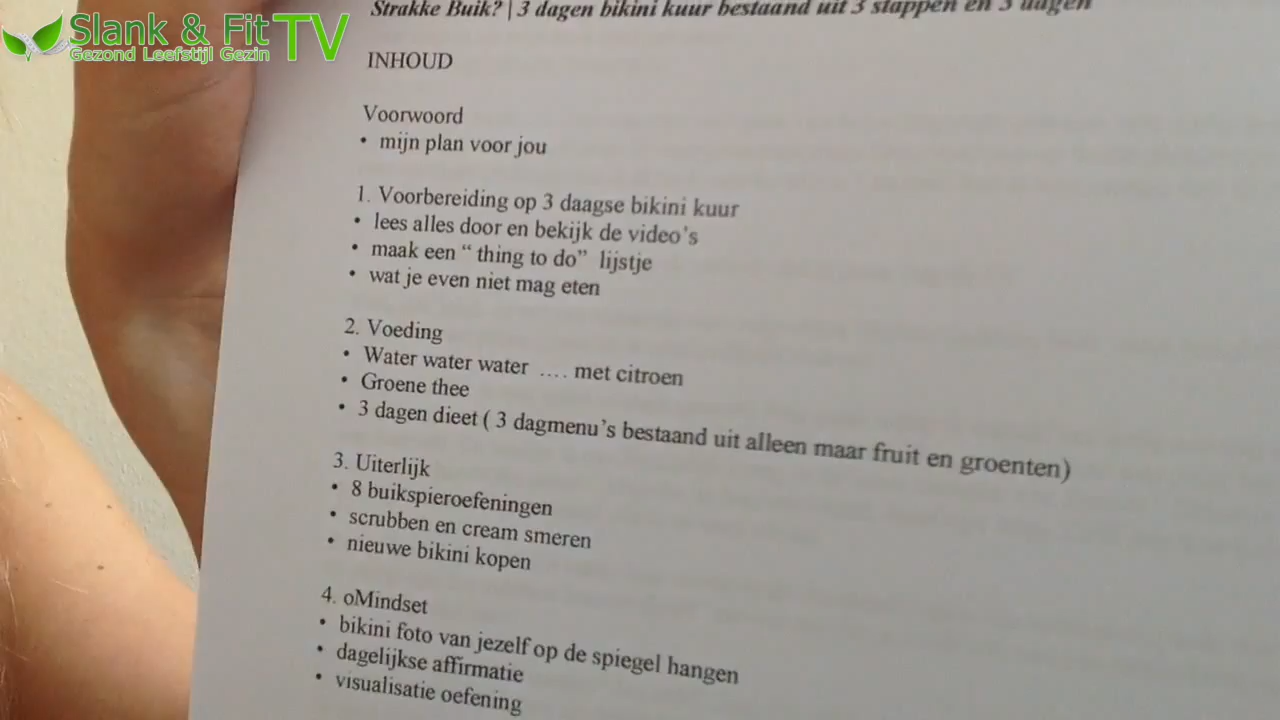 Slank & Fit TV
Gezond Leefstijl Gezin
Strakke Buik? | 3 dagen bikini kuur bestaand uit 3 stappen en 3 dagen
INHOUD
Voorwoord
• mijn plan voor jou
1. Voorbereiding op 3 daagse bikini kuur
• lees alles door en bekijk de video's
• maak een “ thing to do” lijstje
• wat je even niet mag eten
2. Voeding
• Water water water .... met citroen
• Groene thee
• 3 dagen dieet ( 3 dagmenu's bestaand uit alleen maar fruit en groenten)
3. Uiterlijk
• 8 buikspieroefeningen
• scrubben en cream smeren
• nieuwe bikini kopen
4. oMindset
• bikini foto van jezelf op de spiegel hangen
• dagelijkse affirmatie
• visualisatie oefening